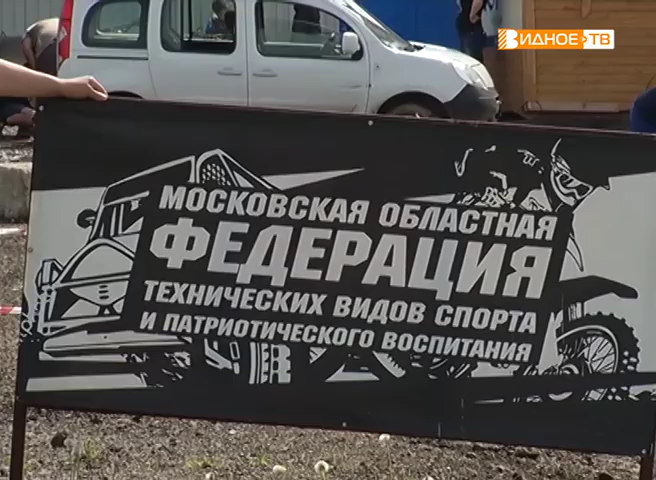 ВИДНОЕ ТВ
МОСКОВСКАЯ ОБЛАСТНАЯ
ФЕДЕРАЦИЯ
ТЕХНИЧЕСКИХ ВИДОВ СПОРТА
И ПАТРИОТИЧЕСКОГО ВОСПИТАНИЯ